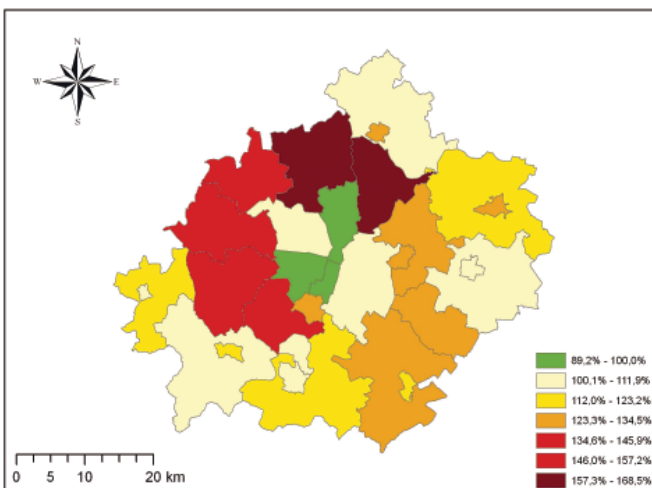 N
W E
S
89,2% - 100,0%
100,1% - 111,9%
112,0% - 123,2%
123,3% - 134,5%
134,6% - 145,9%
146,0% - 157,2%
157,3% - 168,5%
0 5 10 20 km